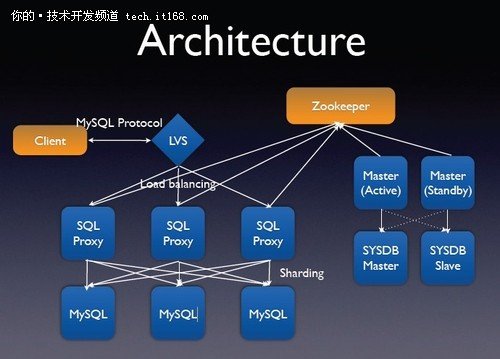 你的·技术开发频道 tech.it168.com
Architecture
Zookeeper
MySQL Protocol
Client
LVS
Load balancing
Master
(Active)
Master
(Standby)
SQL
Proxy
SQL
Proxy
SQL
Proxy
SYSDB
Master
SYSDB
Slave
Sharding
MySQL
MySQL
MySQL